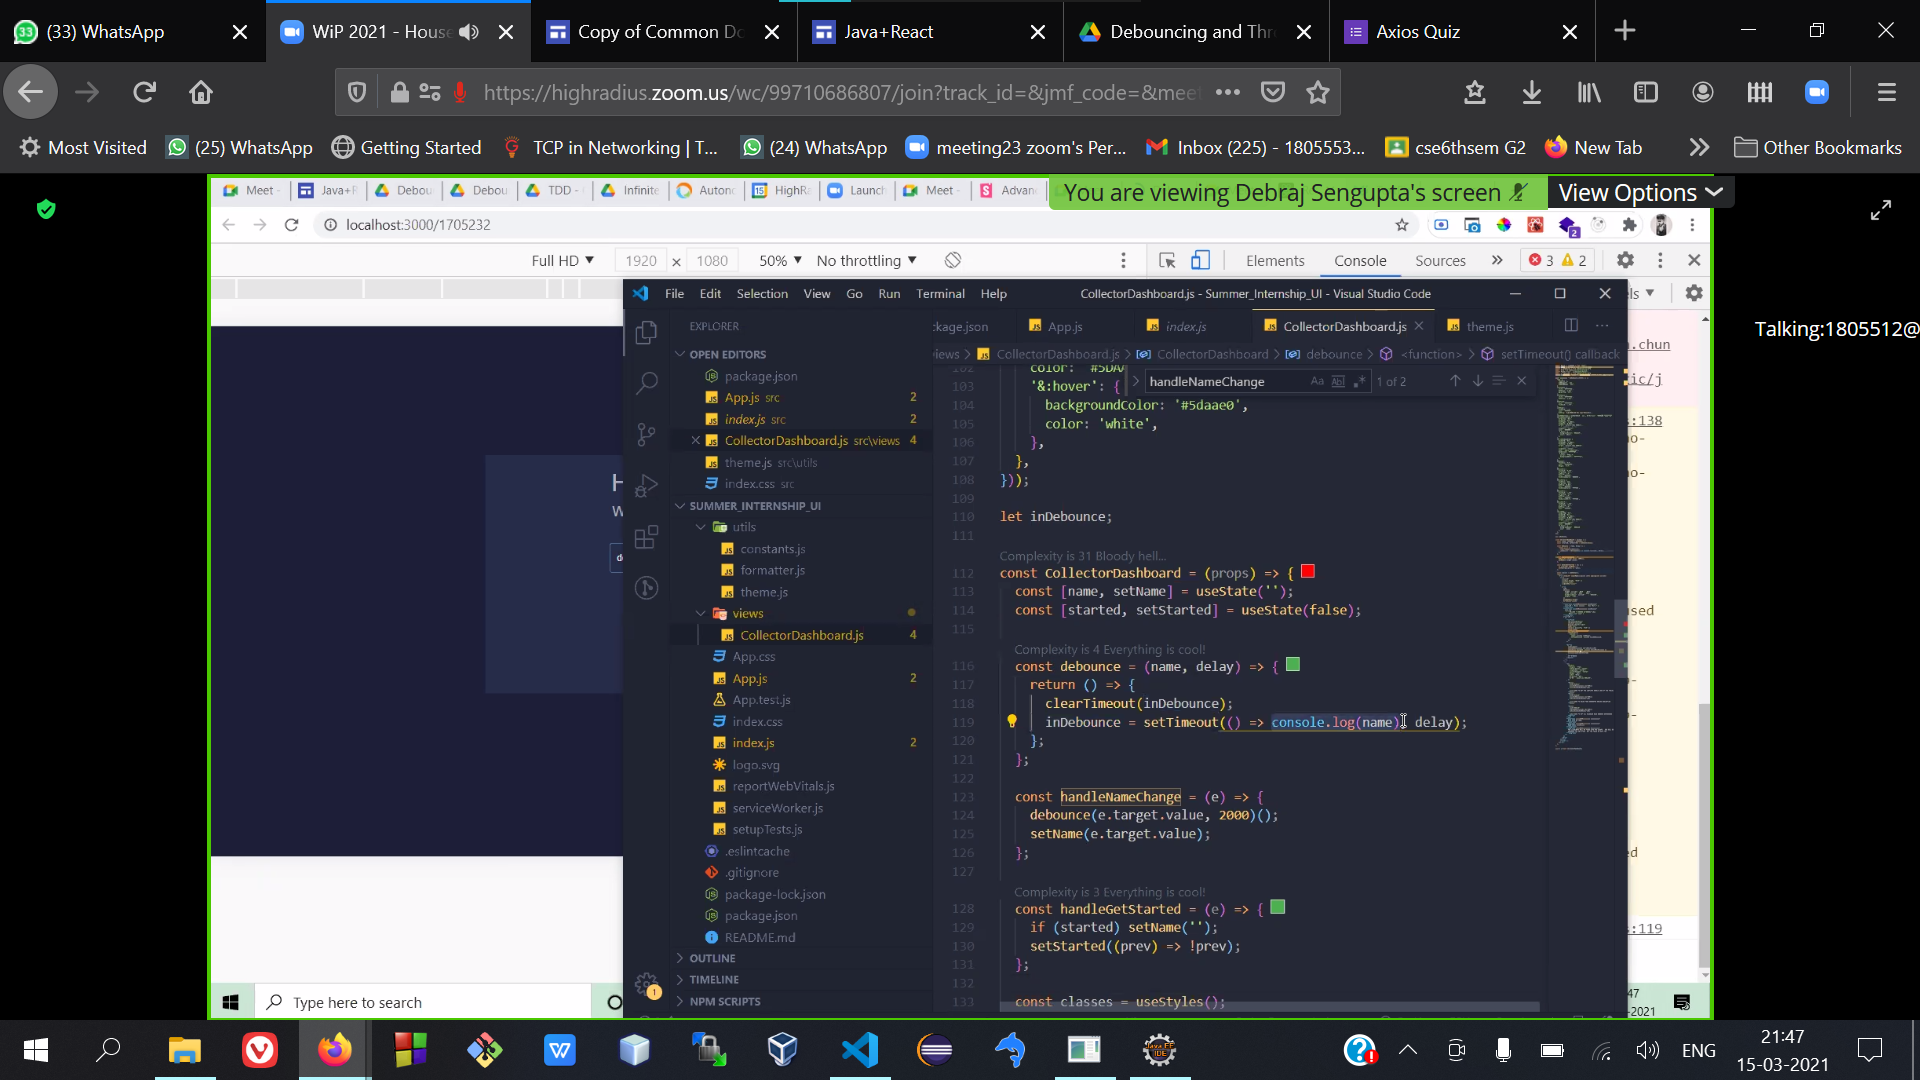 (33) WhatsApp
WiP 2021 - House
Copy of Common Do
Java+React
Debouncing and Thr
Axios Quiz
https://highradius.zoom.us/wc/99710686807/join?track_id=&jmf_code=&meet
Most Visited
(25) WhatsApp
Getting Started
TCP in Networking | T...
(24) WhatsApp
meeting23 zoom's Per...
Inbox (225) - 1805553...
cse6thsem G2
New Tab
Other Bookmarks
Meet -
Java+R
Debou
Debou
TDD -
Infinite
Autono
HighRa
Launch
Meet -
Advan
You are viewing Debraj Sengupta's screen
View Options
localhost:3000/1705232
Talking:1805512@
Full HD
1920 × 1080
50%
No throttling
Elements
Console
Sources
3
2
File Edit Selection View Go Run Terminal Help
CollectorDashboard.js - Summer_Internship_UI - Visual Studio Code
EXPLORER
OPEN EDITORS
package.json
App.js src 2
index.js src 2
CollectorDashboard.js src\views 4
theme.js src\utils
index.css src
SUMMER_INTERNSHIP_UI
utils
constants.js
formatter.js
theme.js
views
CollectorDashboard.js 4
App.css
App.js 2
App.test.js
index.css
index.js 2
logo.svg
reportWebVitals.js
serviceWorker.js
setupTests.js
.eslintcache
.gitignore
package-lock.json
package.json
README.md
OUTLINE
TIMELINE
NPM SCRIPTS
ckage.json
App.js
index.js
CollectorDashboard.js
theme.js
views > CollectorDashboard.js > CollectorDashboard > debounce > <function> > setTimeout() callback
handleNameChange
1 of 2
103 '&:hover': {
104 backgroundColor: '#5daae0',
105 color: 'white',
106 },
107 },
108 }));
109
110 let inDebounce;
111
Complexity is 31 Bloody hell...
112 const CollectorDashboard = (props) => {
113 const [name, setName] = useState('');
114 const [started, setStarted] = useState(false);
115
Complexity is 4 Everything is cool!
116 const debounce = (name, delay) => {
117 return () => {
118 clearTimeout(inDebounce);
119 inDebounce = setTimeout(() => console.log(name), delay);
120 };
121 };
122
123 const handleNameChange = (e) => {
124 debounce(e.target.value, 2000)();
125 setName(e.target.value);
126 };
127
Complexity is 3 Everything is cool!
128 const handleGetStarted = (e) => {
129 if (started) setName('');
130 setStarted((prev) => !prev);
131 };
132
133 const classes = useStyles();
.chun
ic/j
:138
:119
Type here to search
21:47
15-03-2021
ENG